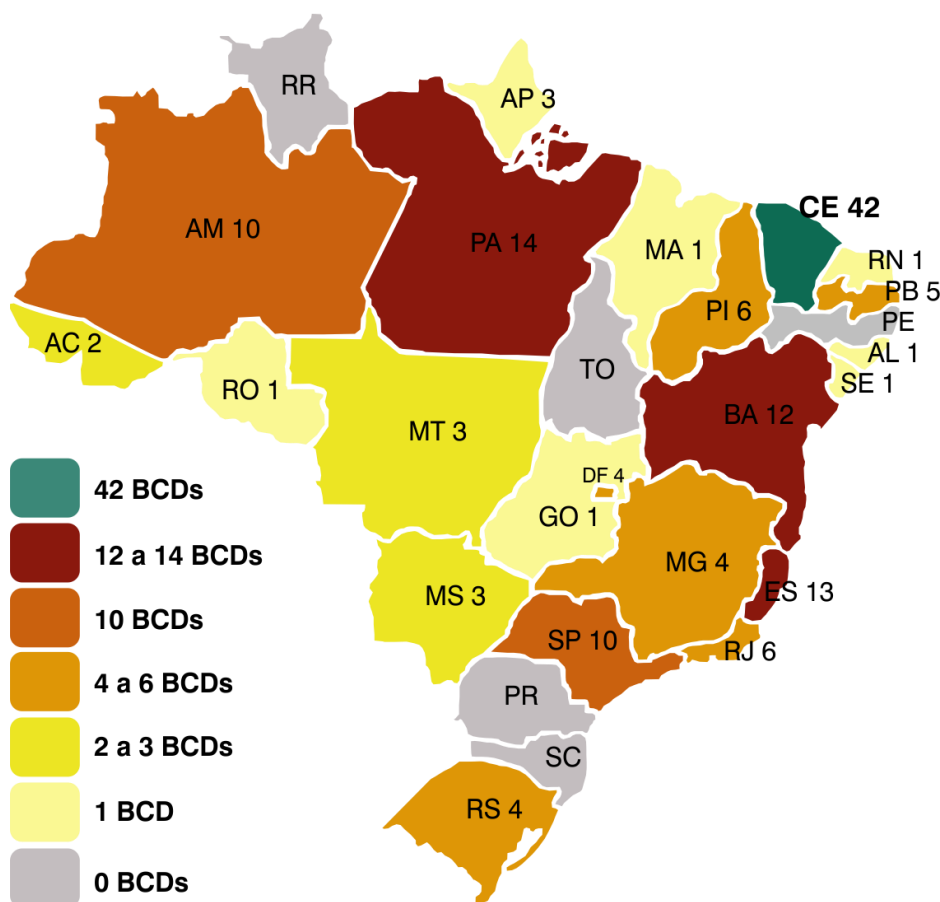 RR
AP 3
AM 10
PA 14
CE 42
MA 1
RN 1
PB 5
PI 6
PE
AC 2
AL 1
TO
SE 1
RO 1
BA 12
MT 3
DF 4
GO 1
MG 4
MS 3
ES 13
SP 10
RJ 6
PR
SC
RS 4
42 BCDs
12 a 14 BCDs
10 BCDs
4 a 6 BCDs
2 a 3 BCDs
1 BCD
0 BCDs